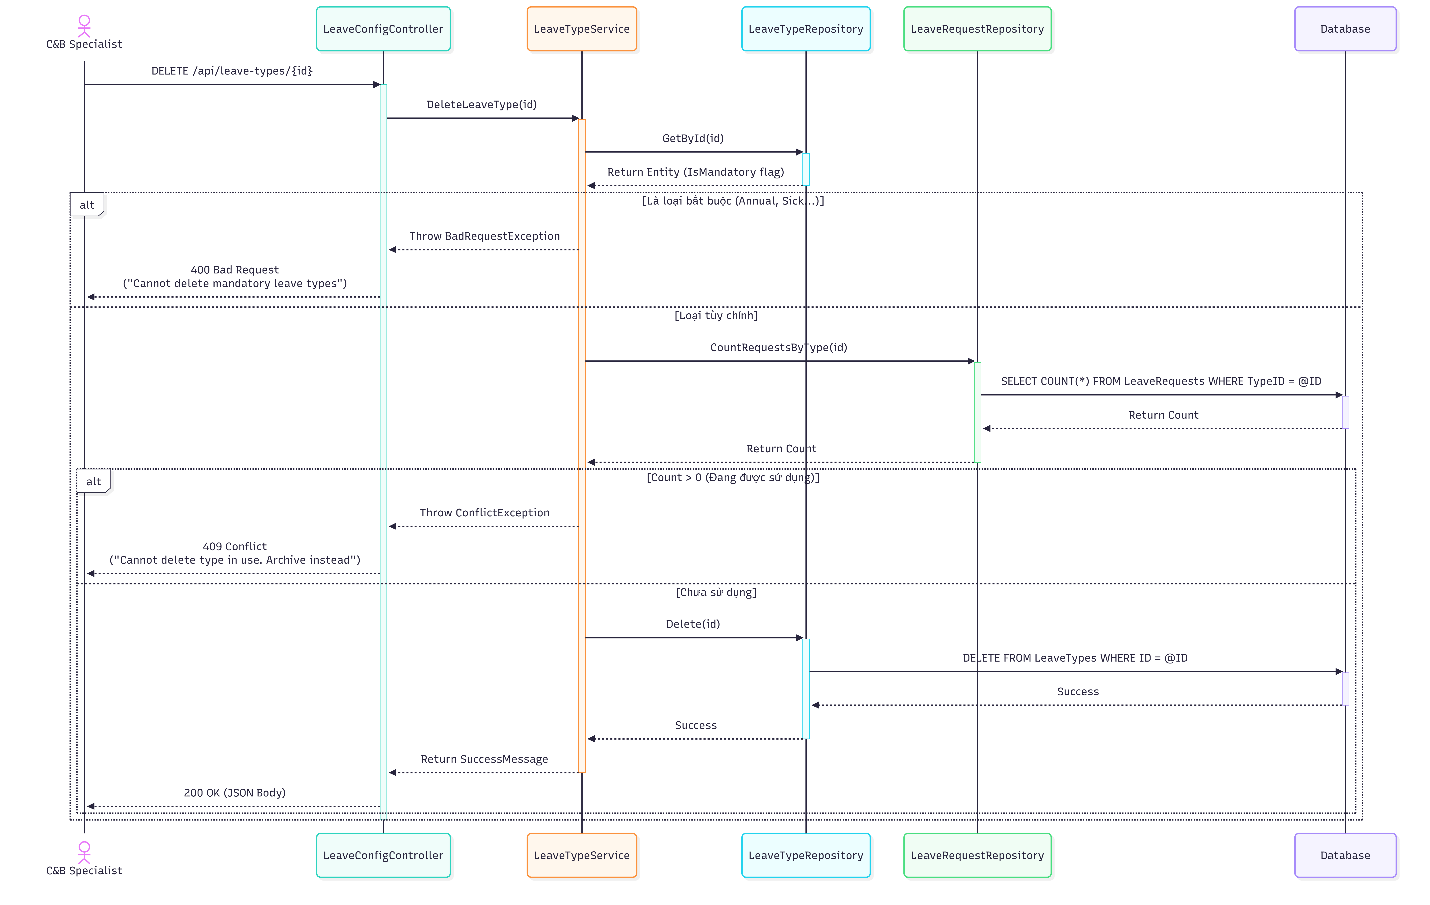 C&B Specialist
LeaveConfigController
LeaveTypeService
LeaveTypeRepository
LeaveRequestRepository
Database
DELETE /api/leave-types/{id}
DeleteLeaveType(id)
GetById(id)
Return Entity (IsMandatory flag)
alt
[Là loại bắt buộc (Annual, Sick...)]
Throw BadRequestException
400 Bad Request
("Cannot delete mandatory leave types")
[Loại tùy chỉnh]
CountRequestsByType(id)
SELECT COUNT(*) FROM LeaveRequests WHERE TypeID = @ID
Return Count
Return Count
alt
[Count > 0 (Đang được sử dụng)]
Throw ConflictException
409 Conflict
("Cannot delete type in use. Archive instead")
[Chưa sử dụng]
Delete(id)
DELETE FROM LeaveTypes WHERE ID = @ID
Success
Success
Return SuccessMessage
200 OK (JSON Body)
C&B Specialist
LeaveConfigController
LeaveTypeService
LeaveTypeRepository
LeaveRequestRepository
Database